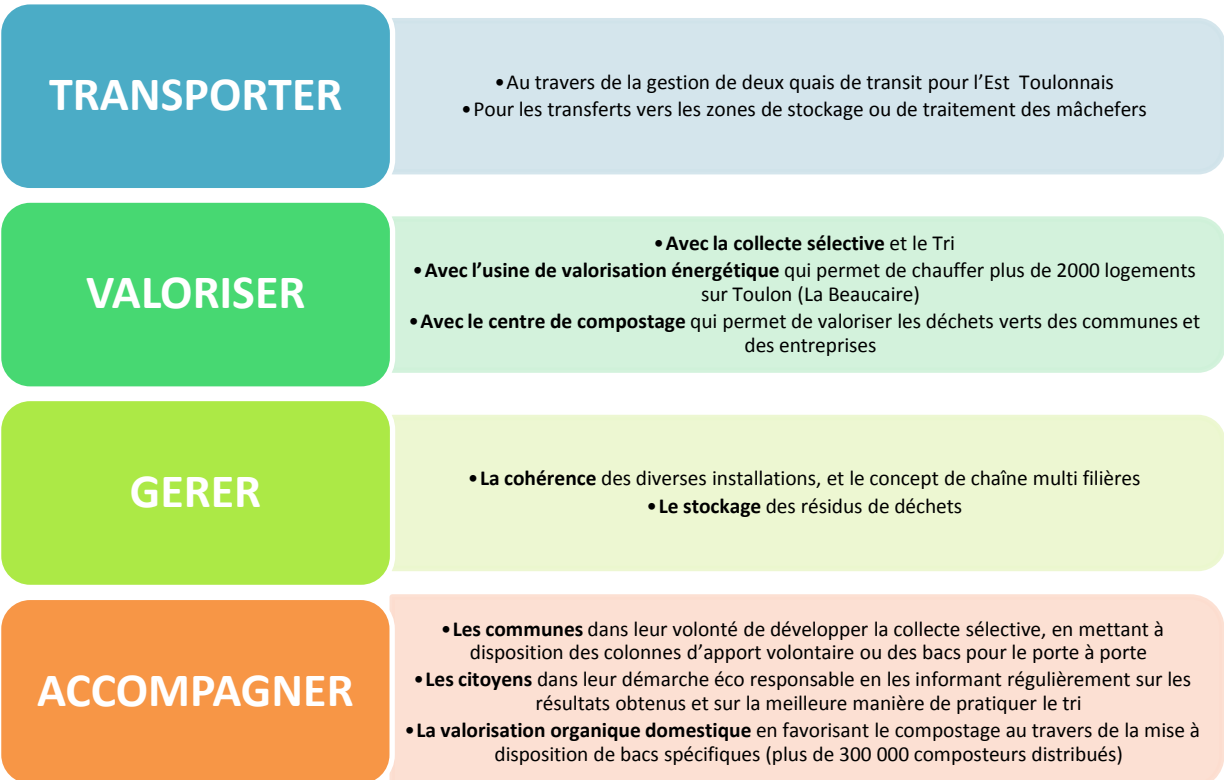 TRANSPORTER
•Au travers de la gestion de deux quais de transit pour l’Est Toulonnais
•Pour les transferts vers les zones de stockage ou de traitement des mâchefers
VALORISER
•Avec la collecte sélective et le Tri
•Avec l’usine de valorisation énergétique qui permet de chauffer plus de 2000 logements
sur Toulon (La Beaucaire)
•Avec le centre de compostage qui permet de valoriser les déchets verts des communes et
des entreprises
GERER
•La cohérence des diverses installations, et le concept de chaîne multi filières
•Le stockage des résidus de déchets
ACCOMPAGNER
•Les communes dans leur volonté de développer la collecte sélective, en mettant à
disposition des colonnes d’apport volontaire ou des bacs pour le porte à porte
•Les citoyens dans leur démarche éco responsable en les informant régulièrement sur les
résultats obtenus et sur la meilleure manière de pratiquer le tri
•La valorisation organique domestique en favorisant le compostage au travers de la mise à
disposition de bacs spécifiques (plus de 300 000 composteurs distribués)